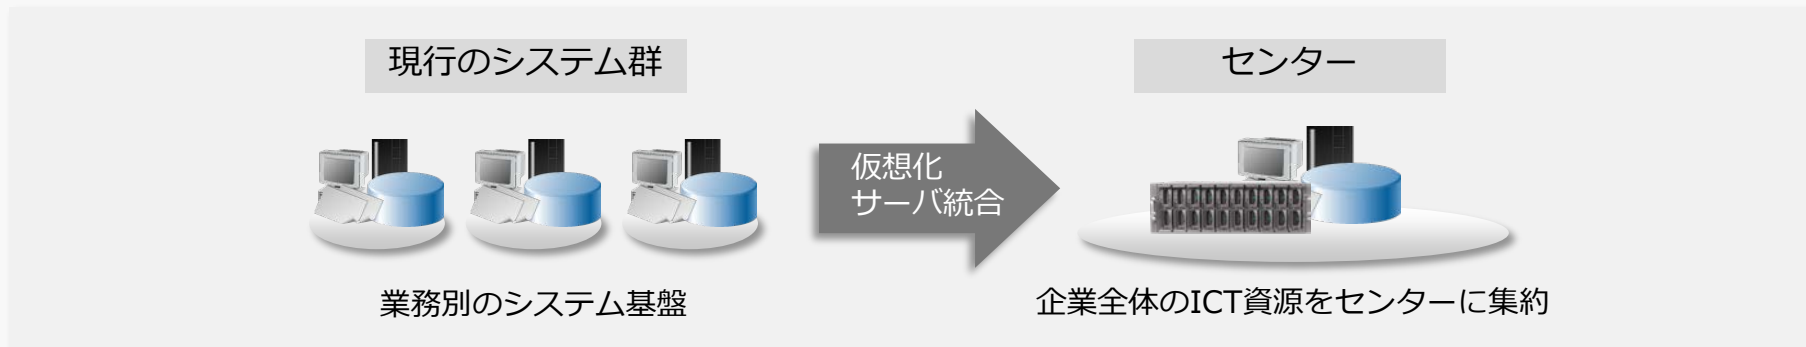 現行のシステム群
センター
仮想化
サーバ統合
業務別のシステム基盤
企業全体のICT資源をセンターに集約